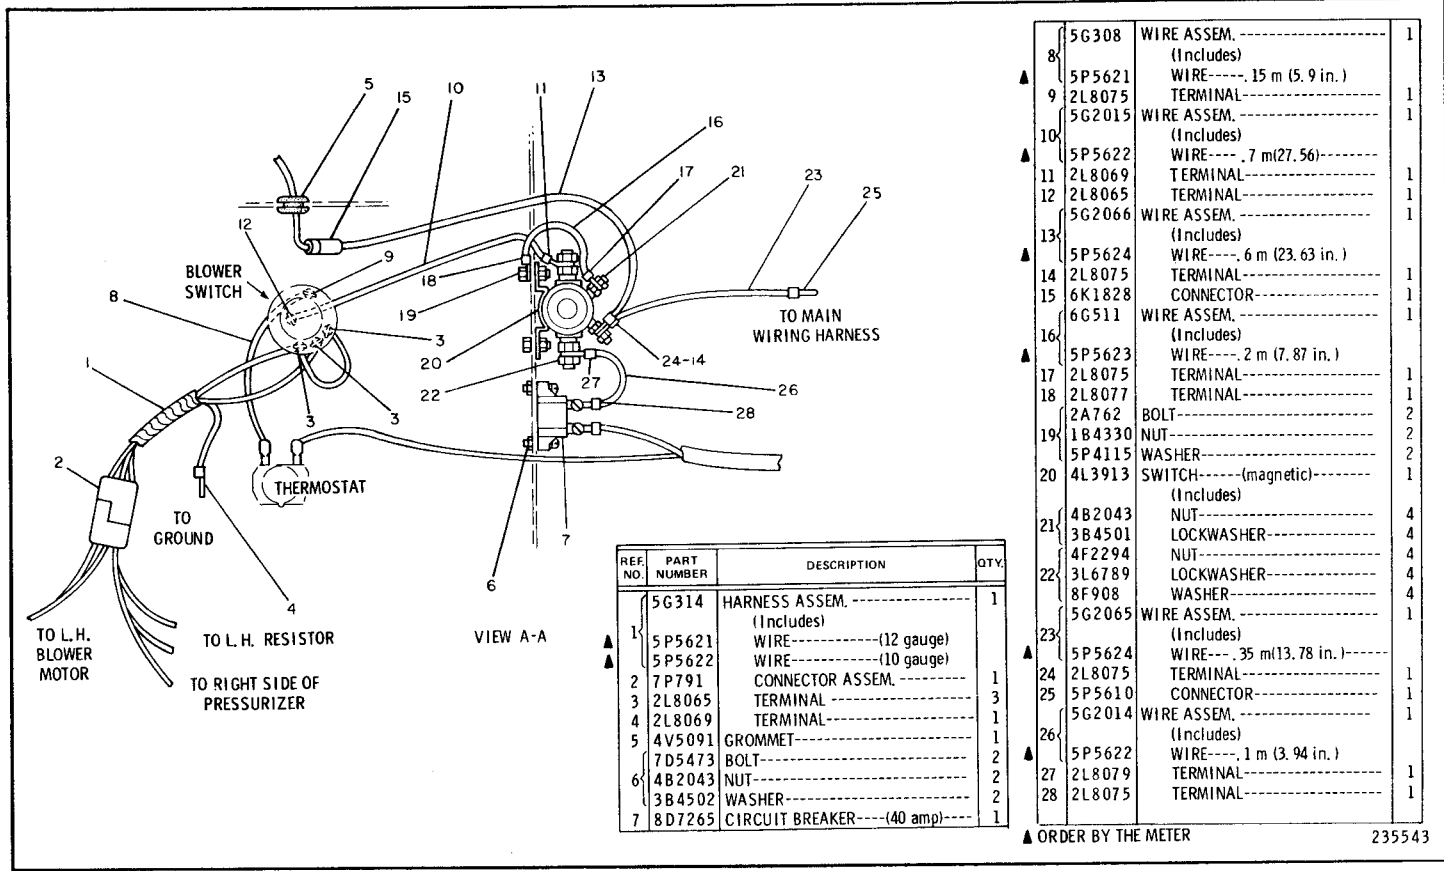 5
15
10
11
13
16
17
21
23
25
12
9
BLOWER
SWITCH
8
18
19
3
20
22
TO MAIN
WIRING HARNESS
24-14
1
3
3
27
26
28
2
THERMOSTAT
TO
GROUND
6
7
4
TO L.H.
BLOWER
MOTOR
TO L.H. RESISTOR
TO RIGHT SIDE OF
PRESSURIZER
VIEW A-A
REF. NO. PART NUMBER DESCRIPTION QTY.
1 5G314 HARNESS ASSEM. --------------- 1
(Includes)
▲ 5P5621 WIRE------------(12 gauge)
▲ 5P5622 WIRE------------(10 gauge)
2 7P791 CONNECTOR ASSEM. --------- 1
3 2L8065 TERMINAL ------------------ 3
4 2L8069 TERMINAL------------------ 1
5 4V5091 GROMMET---------------------- 1
6 7D5473 BOLT--------------------------- 2
4B2043 NUT---------------------------- 2
3B4502 WASHER------------------------ 2
7 8D7265 CIRCUIT BREAKER----(40 amp)---- 1
8 5G308 WIRE ASSEM. ------------------- 1
(Includes)
▲ 5P5621 WIRE-----.15 m (5.9 in.)
9 2L8075 TERMINAL------------------ 1
10 5G2015 WIRE ASSEM. ------------------- 1
(Includes)
▲ 5P5622 WIRE----.7 m(27.56)--------
11 2L8069 TERMINAL------------------ 1
12 2L8065 TERMINAL------------------ 1
13 5G2066 WIRE ASSEM. ------------------- 1
(Includes)
▲ 5P5624 WIRE----.6 m (23.63 in.)
14 2L8075 TERMINAL------------------ 1
15 6K1828 CONNECTOR---------------- 1
16 6G511 WIRE ASSEM. ------------------- 1
(Includes)
▲ 5P5623 WIRE----.2 m (7.87 in.)
17 2L8075 TERMINAL------------------ 1
18 2L8077 TERMINAL------------------ 1
19 2A762 BOLT--------------------------- 2
1B4330 NUT---------------------------- 2
5P4115 WASHER------------------------ 2
20 4L3913 SWITCH------(magnetic)-------- 1
(Includes)
21 4B2043 NUT------------------------ 4
3B4501 LOCKWASHER--------------- 4
22 4F2294 NUT------------------------ 4
3L6789 LOCKWASHER--------------- 4
8F908 WASHER-------------------- 4
23 5G2065 WIRE ASSEM. ------------------- 1
(Includes)
▲ 5P5624 WIRE---.35 m(13.78 in.)------
24 2L8075 TERMINAL------------------ 1
25 5P5610 CONNECTOR---------------- 1
26 5G2014 WIRE ASSEM. ------------------- 1
(Includes)
▲ 5P5622 WIRE----.1 m (3.94 in.)
27 2L8079 TERMINAL------------------ 1
28 2L8075 TERMINAL------------------ 1
▲ ORDER BY THE METER 235543